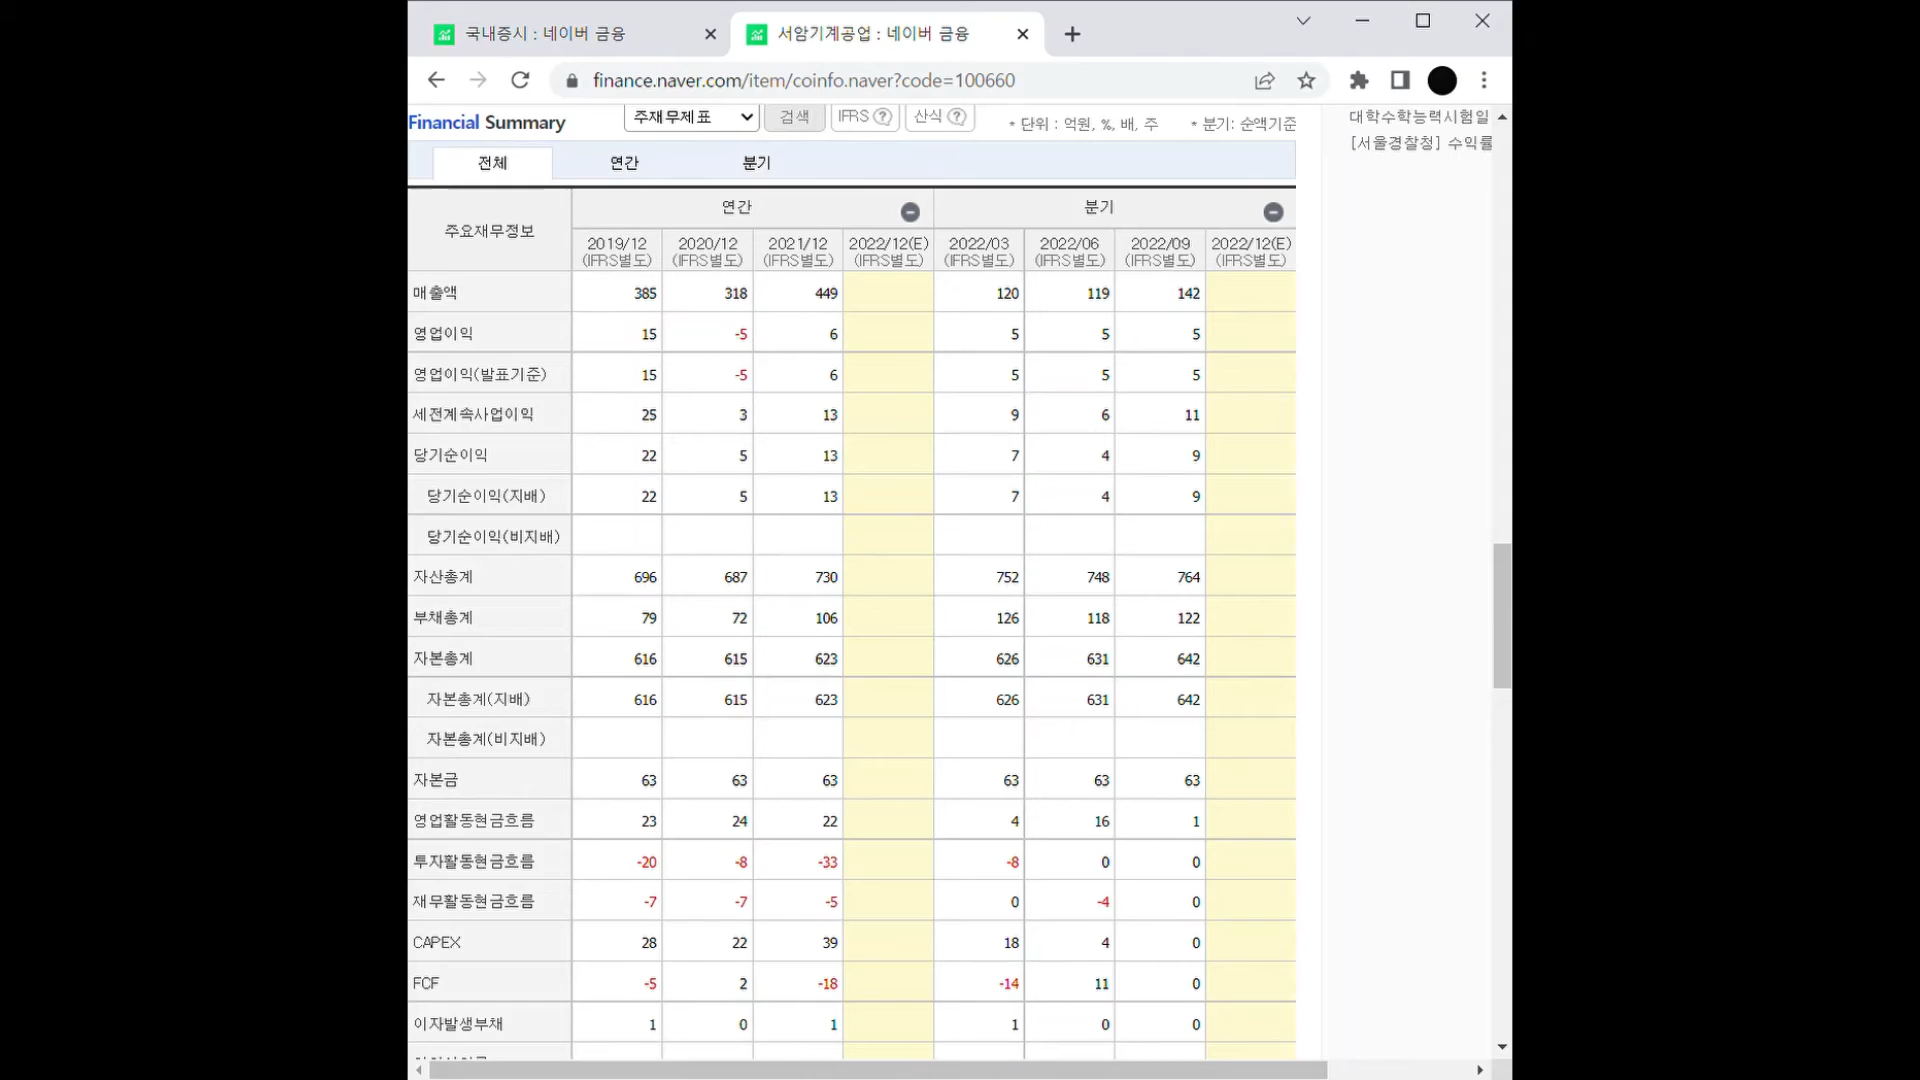 국내증시 : 네이버 금융
서암기계공업 : 네이버 금융
finance.naver.com/item/coinfo.naver?code=100660
Financial Summary 주재무제표 검색 IFRS ? 산식 ? * 단위 : 억원, %, 배, 주 * 분기: 순액기준
대학수학능력시험일
[서울경찰청] 수익률
전체 연간 분기
주요재무정보 연간 분기
2019/12 2020/12 2021/12 2022/12(E) 2022/03 2022/06 2022/09 2022/12(E)
(IFRS별도) (IFRS별도) (IFRS별도) (IFRS별도) (IFRS별도) (IFRS별도) (IFRS별도) (IFRS별도)
매출액 385 318 449 120 119 142
영업이익 15 -5 6 5 5 5
영업이익(발표기준) 15 -5 6 5 5 5
세전계속사업이익 25 3 13 9 6 11
당기순이익 22 5 13 7 4 9
당기순이익(지배) 22 5 13 7 4 9
당기순이익(비지배)
자산총계 696 687 730 752 748 764
부채총계 79 72 106 126 118 122
자본총계 616 615 623 626 631 642
자본총계(지배) 616 615 623 626 631 642
자본총계(비지배)
자본금 63 63 63 63 63 63
영업활동현금흐름 23 24 22 4 16 1
투자활동현금흐름 -20 -8 -33 -8 0 0
재무활동현금흐름 -7 -7 -5 0 -4 0
CAPEX 28 22 39 18 4 0
FCF -5 2 -18 -14 11 0
이자발생부채 1 0 1 1 0 0